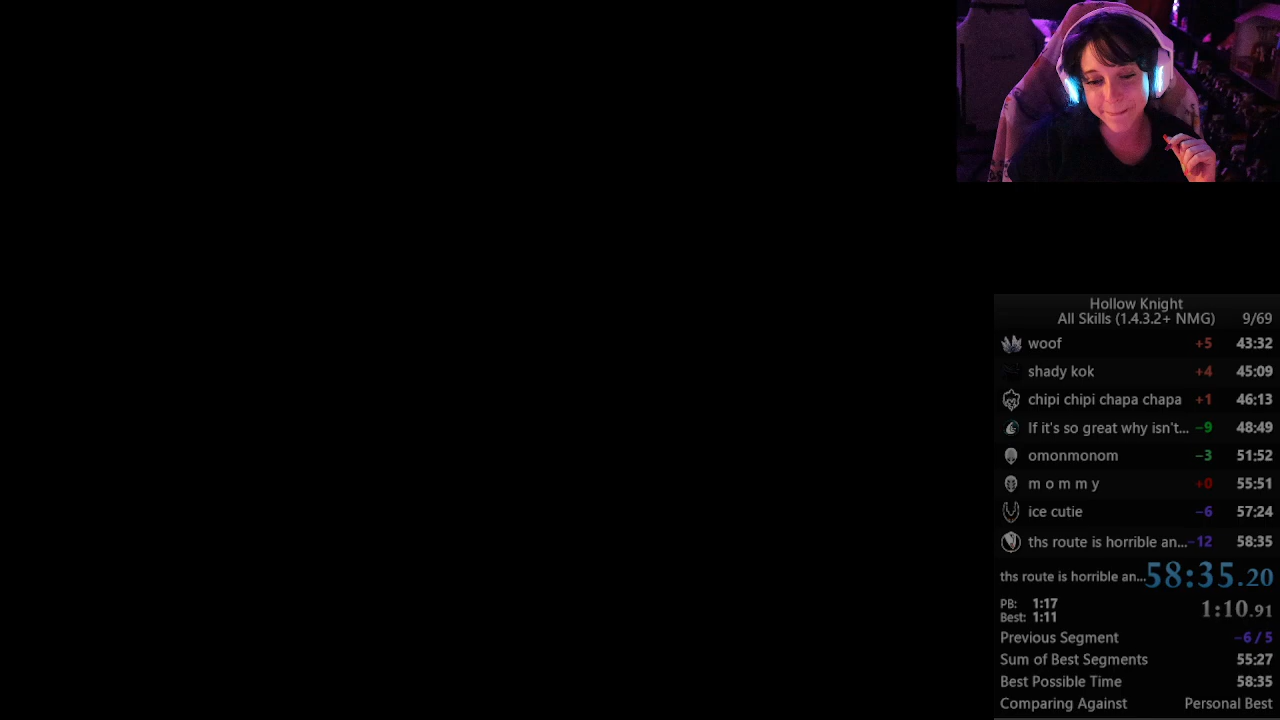 Hollow Knight
All Skills (1.4.3.2+ NMG) 9/69
woof +5 43:32
shady kok +4 45:09
chipi chipi chapa chapa +1 46:13
If it's so great why isn't... −9 48:49
omonmonom −3 51:52
m o m m y +0 55:51
ice cutie −6 57:24
ths route is horrible an... −12 58:35
ths route is horrible an... 58:35.20
PB: 1:17 1:10.91
Best: 1:11
Previous Segment −6 / 5
Sum of Best Segments 55:27
Best Possible Time 58:35
Comparing Against Personal Best